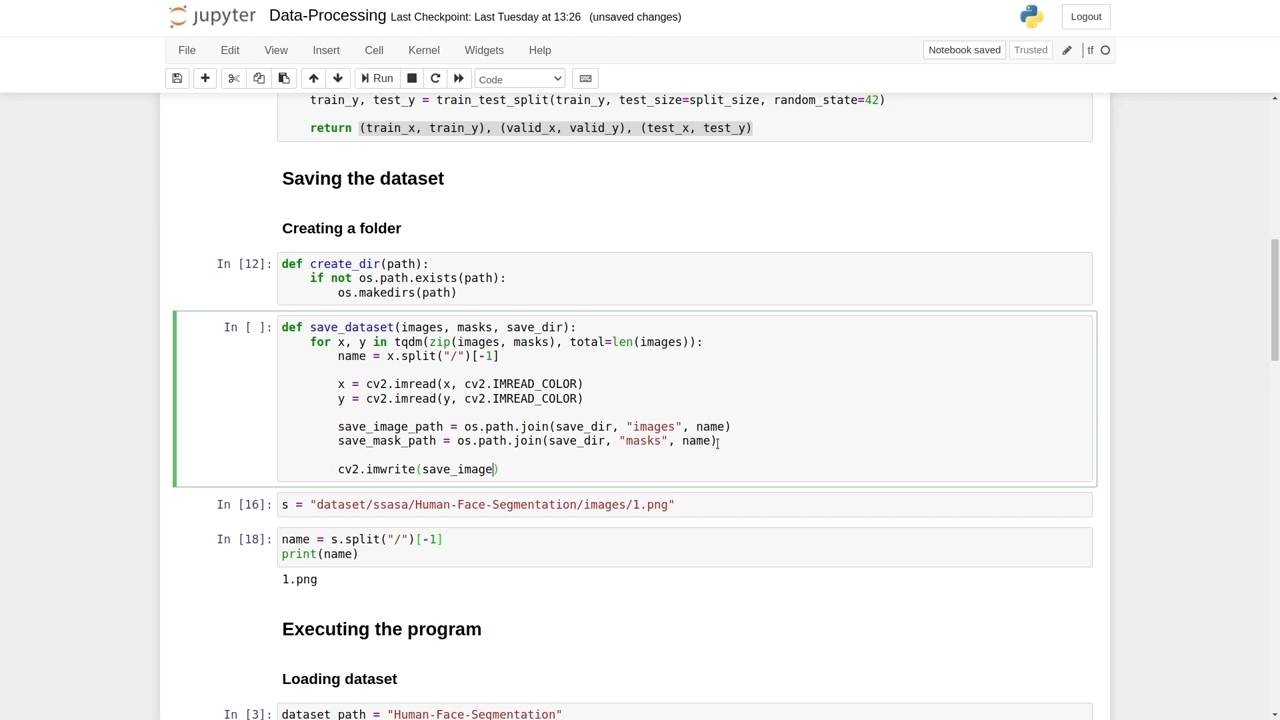 jupyter Data-Processing Last Checkpoint: Last Tuesday at 13:26 (unsaved changes) Logout
File Edit View Insert Cell Kernel Widgets Help Notebook saved Trusted tf
Run Code
train_y, test_y = train_test_split(train_y, test_size=split_size, random_state=42)
return (train_x, train_y), (valid_x, valid_y), (test_x, test_y)
Saving the dataset
Creating a folder
In [12]: def create_dir(path):
if not os.path.exists(path):
os.makedirs(path)
In [ ]: def save_dataset(images, masks, save_dir):
for x, y in tqdm(zip(images, masks), total=len(images)):
name = x.split("/")[-1]
x = cv2.imread(x, cv2.IMREAD_COLOR)
y = cv2.imread(y, cv2.IMREAD_COLOR)
save_image_path = os.path.join(save_dir, "images", name)
save_mask_path = os.path.join(save_dir, "masks", name)
cv2.imwrite(save_image)
In [16]: s = "dataset/ssasa/Human-Face-Segmentation/images/1.png"
In [18]: name = s.split("/")[-1]
print(name)
1.png
Executing the program
Loading dataset
In [3]: dataset_path = "Human-Face-Segmentation"